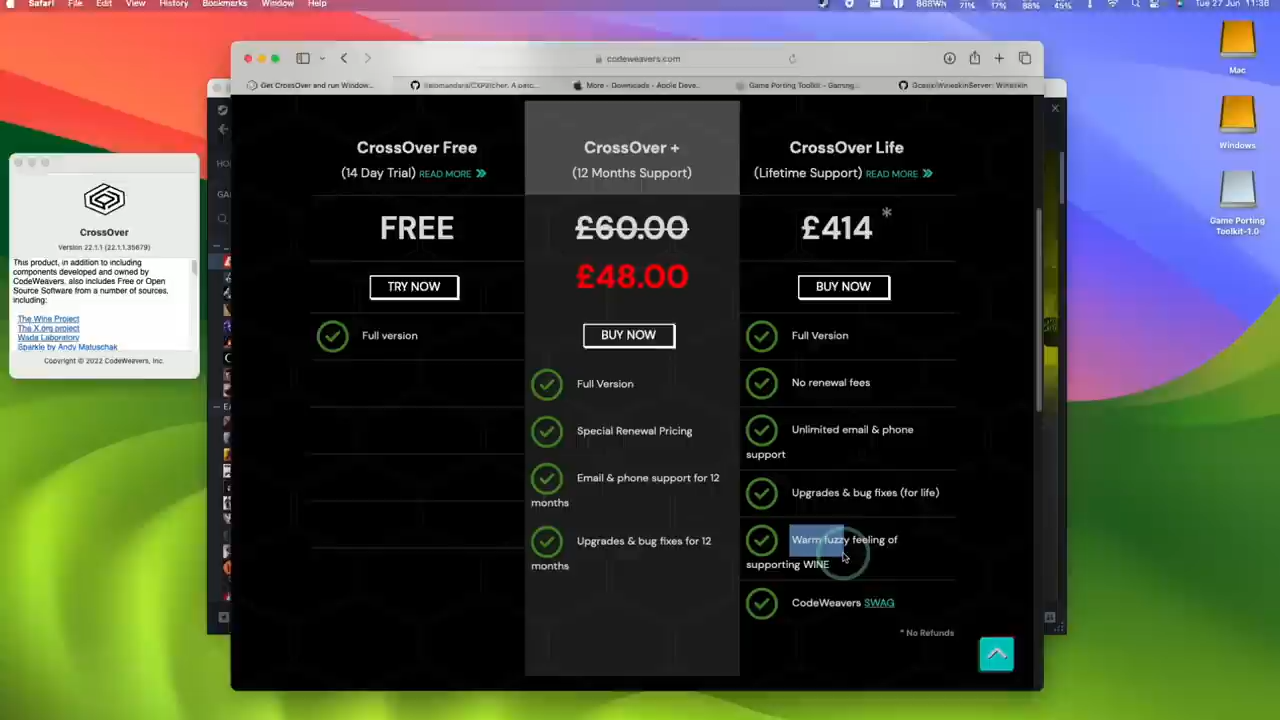 Safari File Edit View History Bookmarks Window Help
868Wh 71% 17% 88% 45% Tue 27 Jun 11:36
codeweavers.com
Get CrossOver and run Window...
More - Downloads - Apple Deve...
Game Porting Toolkit - Gaming...
Mac
Windows
Game Porting
Toolkit-1.0
CrossOver
Version 22.1.1 (22.1.1.35679)
This product, in addition to including
components developed and owned by
CodeWeavers, also includes Free or Open
Source Software from a number of sources,
including:
The Wine Project
The X.org project
Wada Laboratory
Sparkle by Andy Matuschak
Copyright © 2022 CodeWeavers, Inc.
CrossOver Free
(14 Day Trial) READ MORE
FREE
TRY NOW
Full version
CrossOver +
(12 Months Support)
£60.00
£48.00
BUY NOW
Full Version
Special Renewal Pricing
Email & phone support for 12
months
Upgrades & bug fixes for 12
months
CrossOver Life
(Lifetime Support) READ MORE
£414 *
BUY NOW
Full Version
No renewal fees
Unlimited email & phone
support
Upgrades & bug fixes (for life)
Warm fuzzy feeling of
supporting WINE
CodeWeavers SWAG
* No Refunds